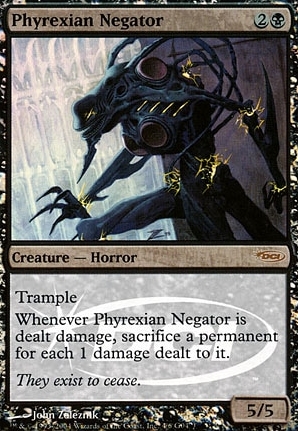 Phyrexian Negator 2
Creature — Horror
DCI
Trample
Whenever Phyrexian Negator is
dealt damage, sacrifice a permanent
for each 1 damage dealt to it.
They exist to cease.
John Zeleznik
5/5